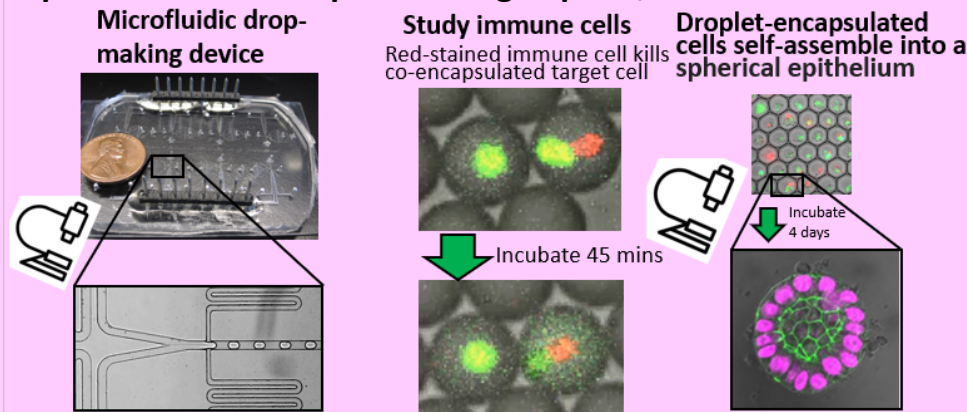 Microfluidic drop-
making device
Study immune cells
Red-stained immune cell kills
co-encapsulated target cell
Droplet-encapsulated
cells self-assemble into a
spherical epithelium
Incubate 45 mins
Incubate
4 days